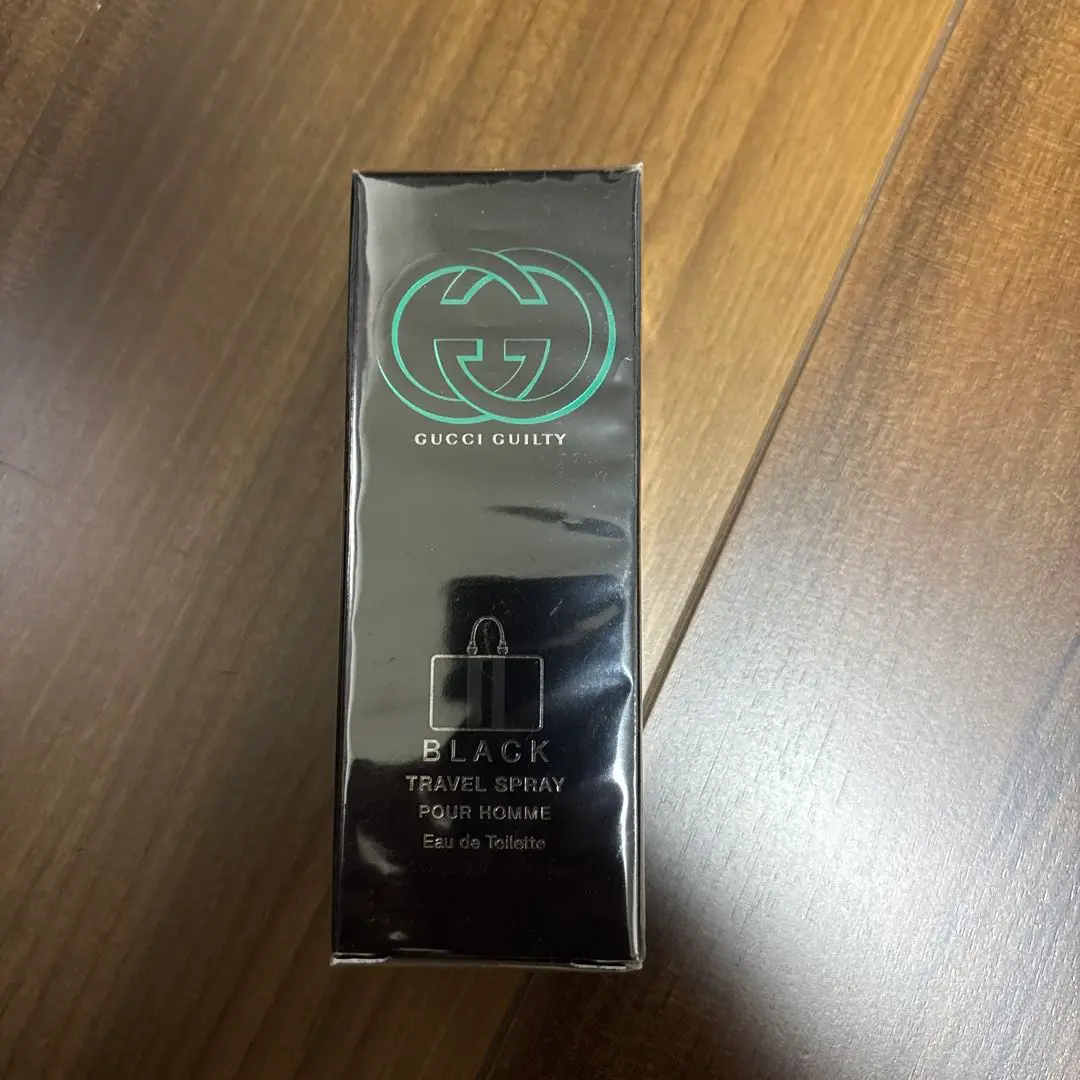 GUCCI GUILTY
BLACK
TRAVEL SPRAY
POUR HOMME
Eau de Toilette